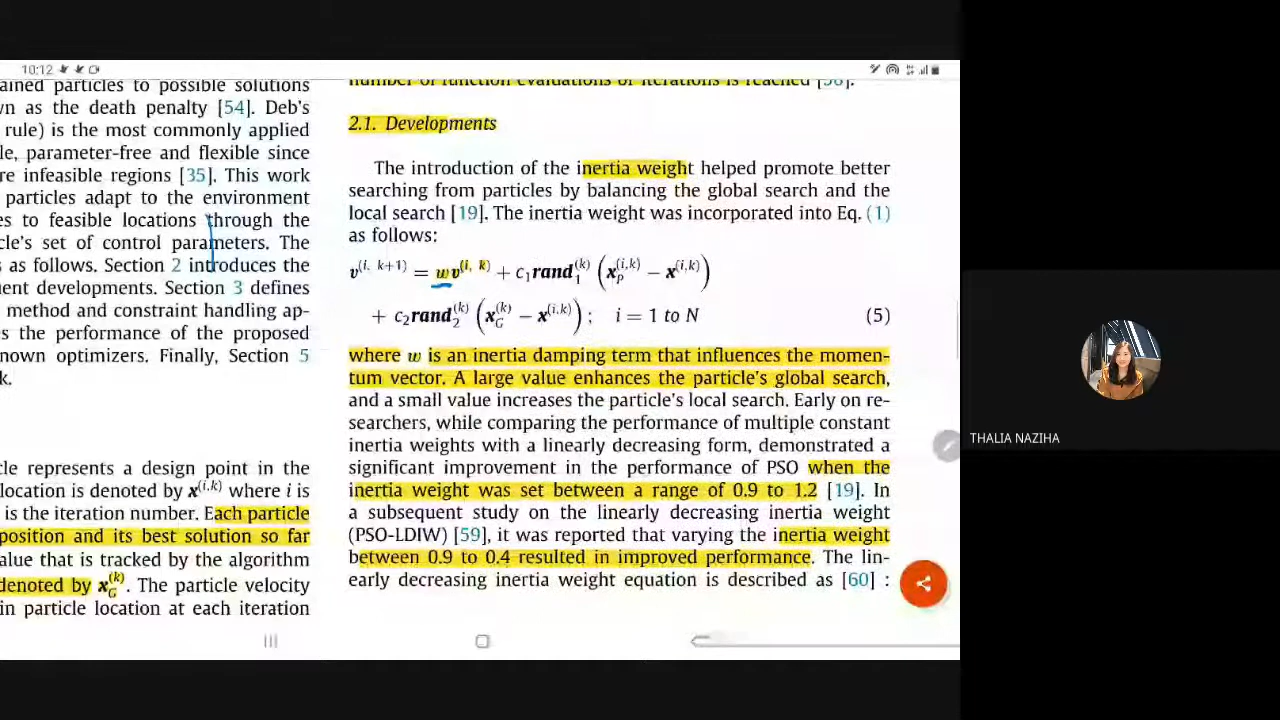 10:12
ained particles to possible solutions
n as the death penalty [54]. Deb's
rule) is the most commonly applied
le, parameter-free and flexible since
re infeasible regions [35]. This work
particles adapt to the environment
es to feasible locations through the
cle's set of control parameters. The
s as follows. Section 2 introduces the
ent developments. Section 3 defines
method and constraint handling ap-
es the performance of the proposed
nown optimizers. Finally, Section 5
k.
cle represents a design point in the
location is denoted by x^(i,k) where i is
is the iteration number. Each particle
position and its best solution so far
alue that is tracked by the algorithm
denoted by x_G^(k). The particle velocity
in particle location at each iteration
number of function evaluations or iterations is reached [58].
2.1. Developments
The introduction of the inertia weight helped promote better
searching from particles by balancing the global search and the
local search [19]. The inertia weight was incorporated into Eq. (1)
as follows:
v^(i, k+1) = wv^(i, k) + c_1 rand_1^(k) (x_P^(i,k) − x^(i,k))
+ c_2 rand_2^(k) (x_G^(k) − x^(i,k)); i = 1 to N (5)
where w is an inertia damping term that influences the momen-
tum vector. A large value enhances the particle's global search,
and a small value increases the particle's local search. Early on re-
searchers, while comparing the performance of multiple constant
inertia weights with a linearly decreasing form, demonstrated a
significant improvement in the performance of PSO when the
inertia weight was set between a range of 0.9 to 1.2 [19]. In
a subsequent study on the linearly decreasing inertia weight
(PSO-LDIW) [59], it was reported that varying the inertia weight
between 0.9 to 0.4 resulted in improved performance. The lin-
early decreasing inertia weight equation is described as [60] :
THALIA NAZIHA